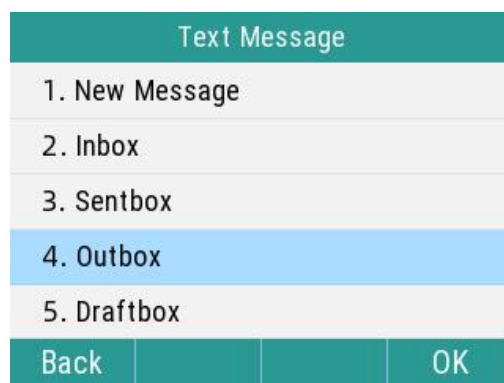 Text Message
1. New Message
2. Inbox
3. Sentbox
4. Outbox
5. Draftbox
Back OK